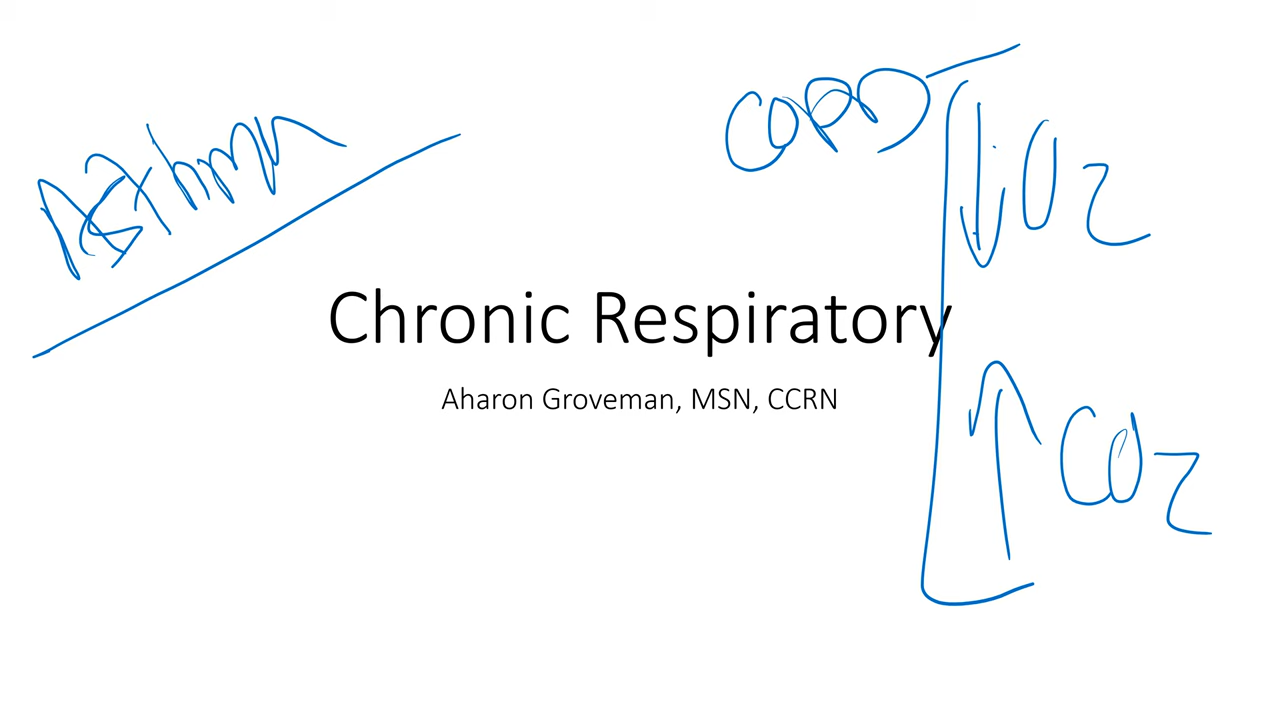 Asthma
COPD
↓O2
Chronic Respiratory
Aharon Groveman, MSN, CCRN
↑CO2